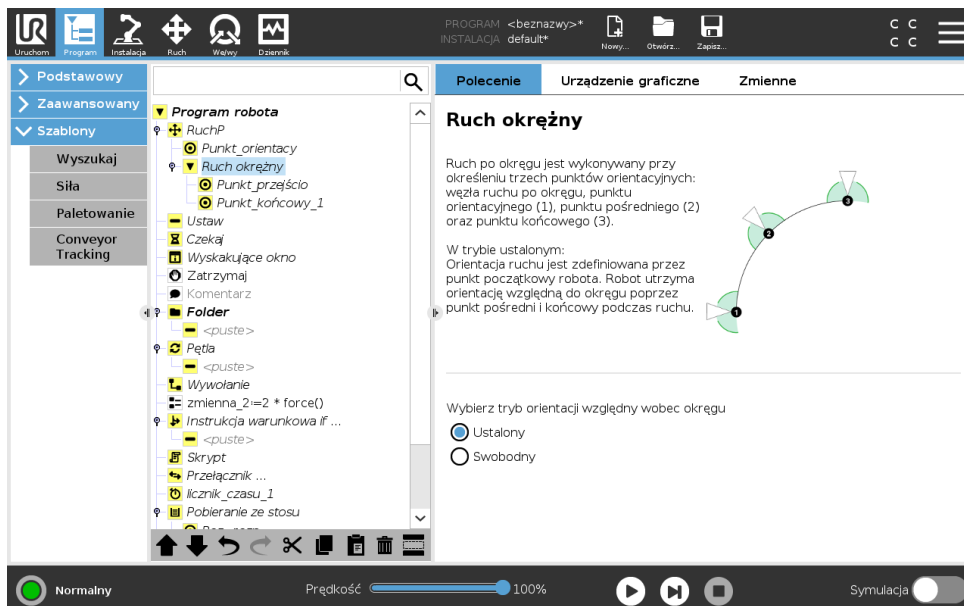 PROGRAM <beznazwy>*
INSTALACJA default*
Uruchom
Program
Instalacja
Ruch
We/wy
Dziennik
Nowy...
Otwórz...
Zapisz...
C C
C C
Podstawowy
Zaawansowany
Szablony
Wyszukaj
Siła
Paletowanie
Conveyor
Tracking
Program robota
RuchP
Punkt_orientacy
Ruch okrężny
Punkt_przejścio
Punkt_końcowy_1
Ustaw
Czekaj
Wyskakujące okno
Zatrzymaj
Komentarz
Folder
<puste>
Pętla
<puste>
Wywołanie
zmienna_2:=2 * force()
Instrukcja warunkowa if ...
<puste>
Skrypt
Przełącznik ...
licznik_czasu_1
Pobieranie ze stosu
Polecenie
Urządzenie graficzne
Zmienne
Ruch okrężny
Ruch po okręgu jest wykonywany przy
określeniu trzech punktów orientacyjnych:
węzła ruchu po okręgu, punktu
orientacyjnego (1), punktu pośredniego (2)
oraz punktu końcowego (3).
W trybie ustalonym:
Orientacja ruchu jest zdefiniowana przez
punkt początkowy robota. Robot utrzyma
orientację względną do okręgu poprzez
punkt pośredni i końcowy podczas ruchu.
3
2
1
Wybierz tryb orientacji względny wobec okręgu
Ustalony
Swobodny
Normalny
Prędkość
100%
Symulacja